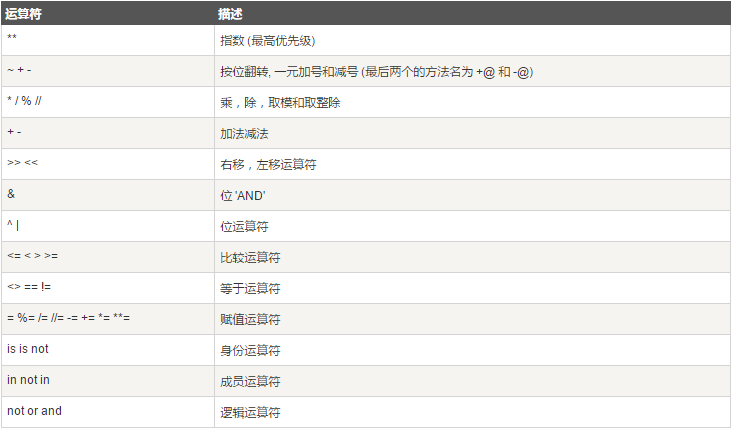 运算符 描述
** 指数 (最高优先级)
~ + - 按位翻转, 一元加号和减号 (最后两个的方法名为 +@ 和 -@)
* / % // 乘，除，取模和取整除
+ - 加法减法
>> << 右移，左移运算符
& 位 'AND'
^ | 位运算符
<= < > >= 比较运算符
<> == != 等于运算符
= %= /= //= -= += *= **= 赋值运算符
is is not 身份运算符
in not in 成员运算符
not or and 逻辑运算符